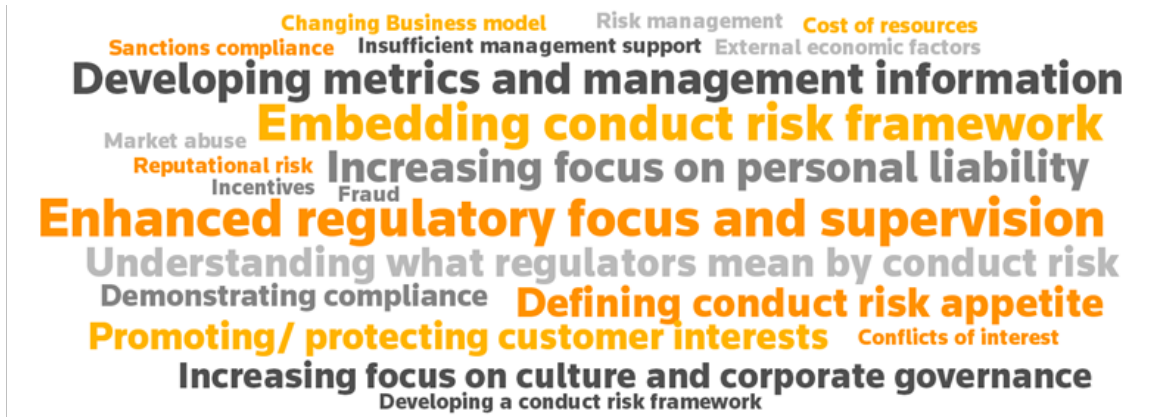 Changing Business model
Risk management
Cost of resources
Sanctions compliance
Insufficient management support
External economic factors
Developing metrics and management information
Embedding conduct risk framework
Market abuse
Reputational risk
Increasing focus on personal liability
Incentives
Fraud
Enhanced regulatory focus and supervision
Understanding what regulators mean by conduct risk
Demonstrating compliance
Defining conduct risk appetite
Promoting/ protecting customer interests
Conflicts of interest
Increasing focus on culture and corporate governance
Developing a conduct risk framework